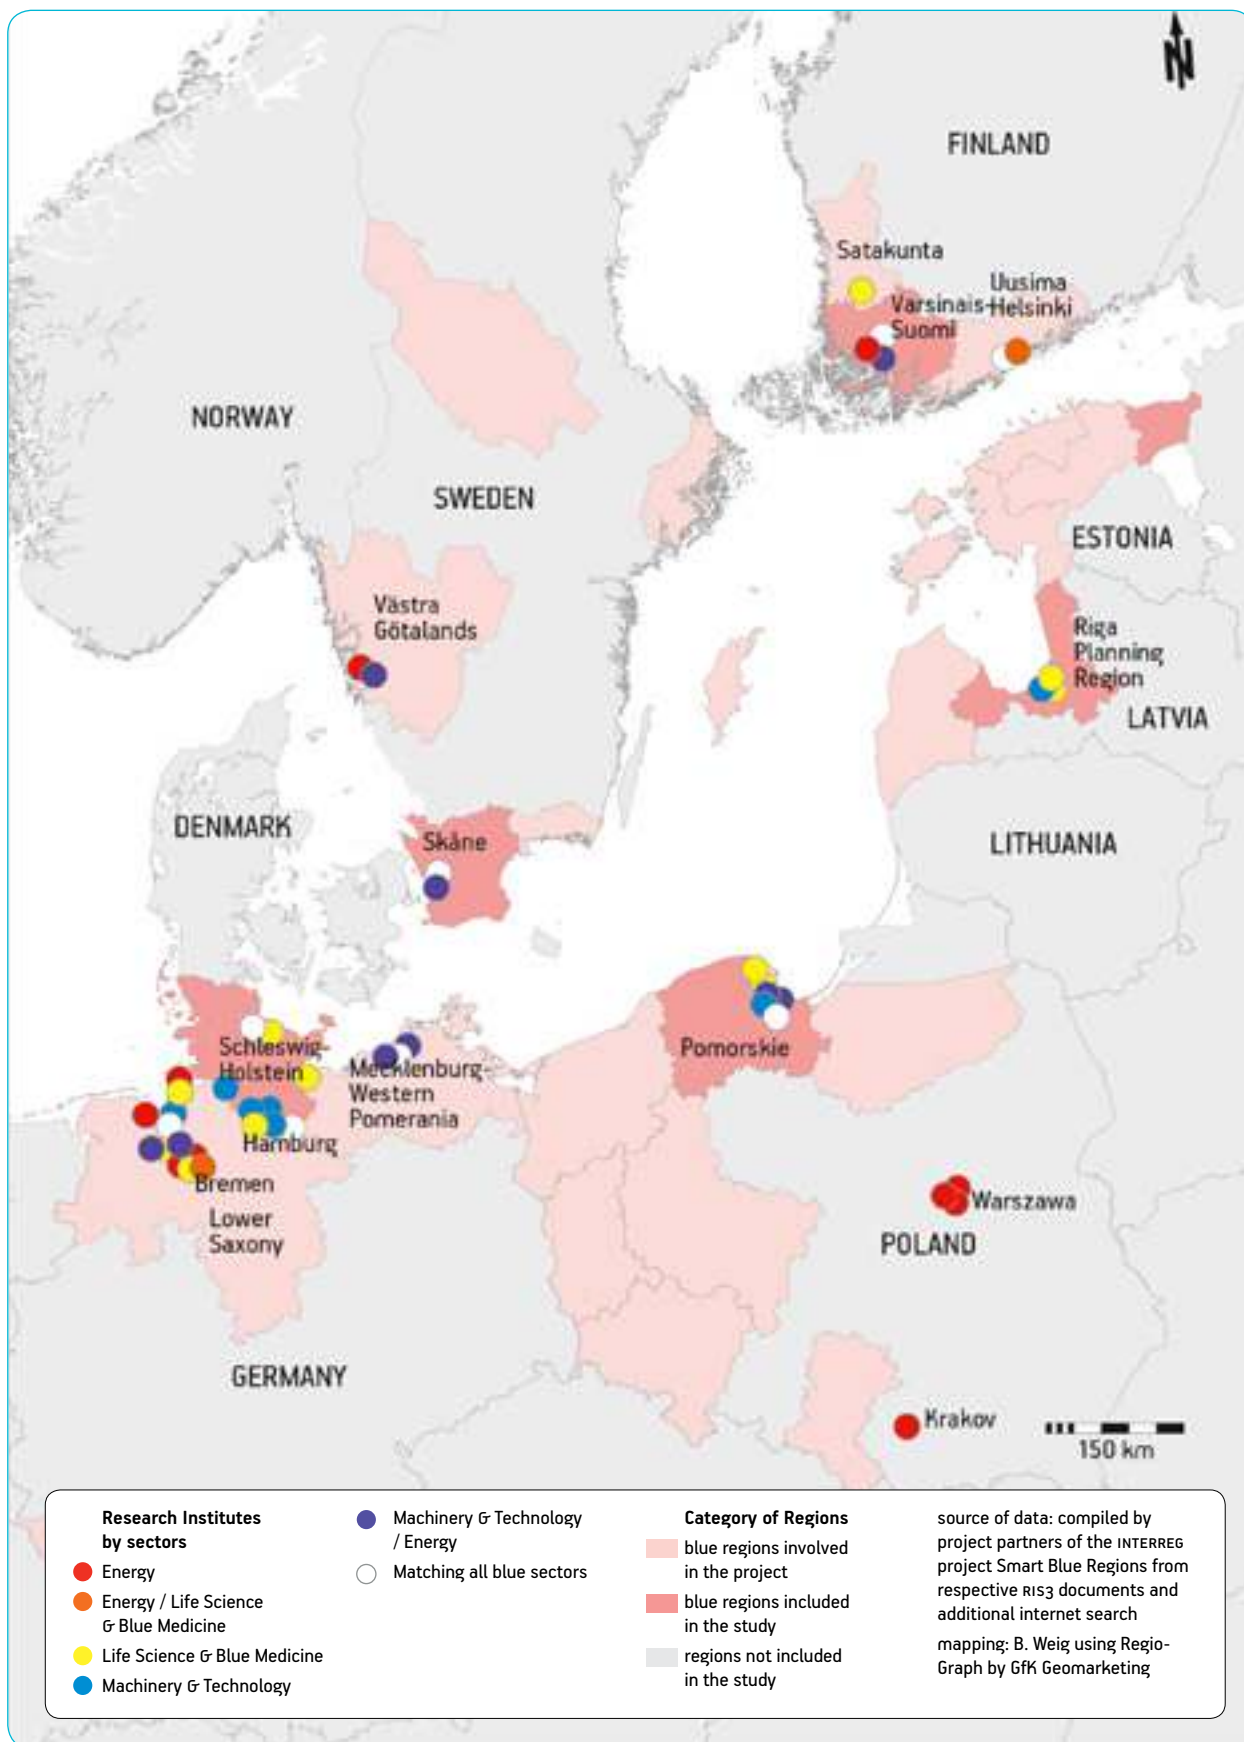 N
FINLAND
Satakunta
Uusima
Helsinki
Varsinais-
Suomi
NORWAY
SWEDEN
ESTONIA
Västra
Götalands
Riga
Planning
Region
LATVIA
DENMARK
Skåne
LITHUANIA
Schleswig-
Holstein
Mecklenburg-
Western
Pomerania
Pomorskie
Hamburg
Bremen
Lower
Saxony
Warszawa
POLAND
GERMANY
Krakov
150 km
Research Institutes
by sectors
Energy
Energy / Life Science
& Blue Medicine
Life Science & Blue Medicine
Machinery & Technology
Machinery & Technology
/ Energy
Matching all blue sectors
Category of Regions
blue regions involved
in the project
blue regions included
in the study
regions not included
in the study
source of data: compiled by
project partners of the INTERREG
project Smart Blue Regions from
respective RIS3 documents and
additional internet search
mapping: B. Weig using Regio-
Graph by GfK Geomarketing